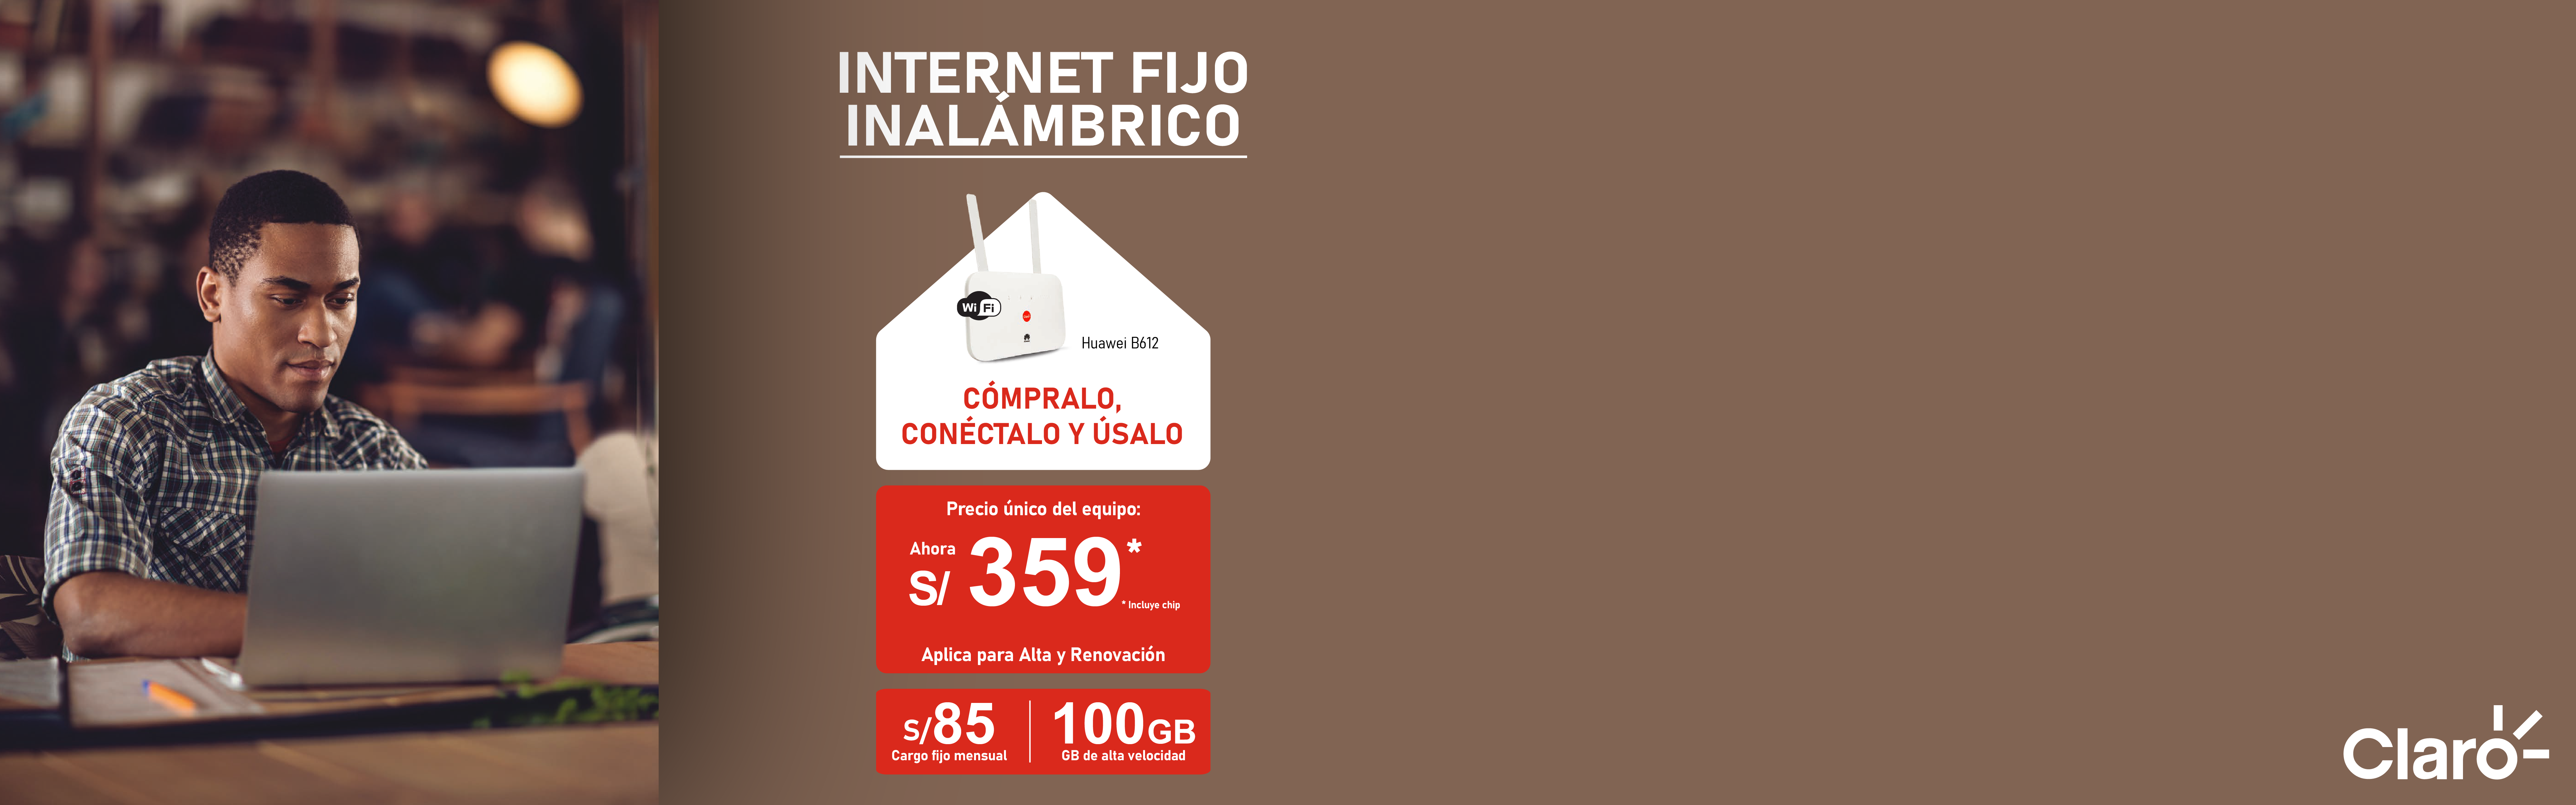 INTERNET FIJO
INALÁMBRICO
Wi Fi
Huawei B612
CÓMPRALO,
CONÉCTALO Y ÚSALO
Precio único del equipo:
Ahora
S/ 359*
* Incluye chip
Aplica para Alta y Renovación
S/85
Cargo fijo mensual
100GB
GB de alta velocidad
Claro